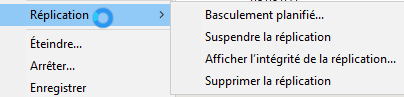 Réplication
Basculement planifié...
Suspendre la réplication
Éteindre...
Afficher l'intégrité de la réplication...
Arrêter...
Supprimer la réplication
Enregistrer